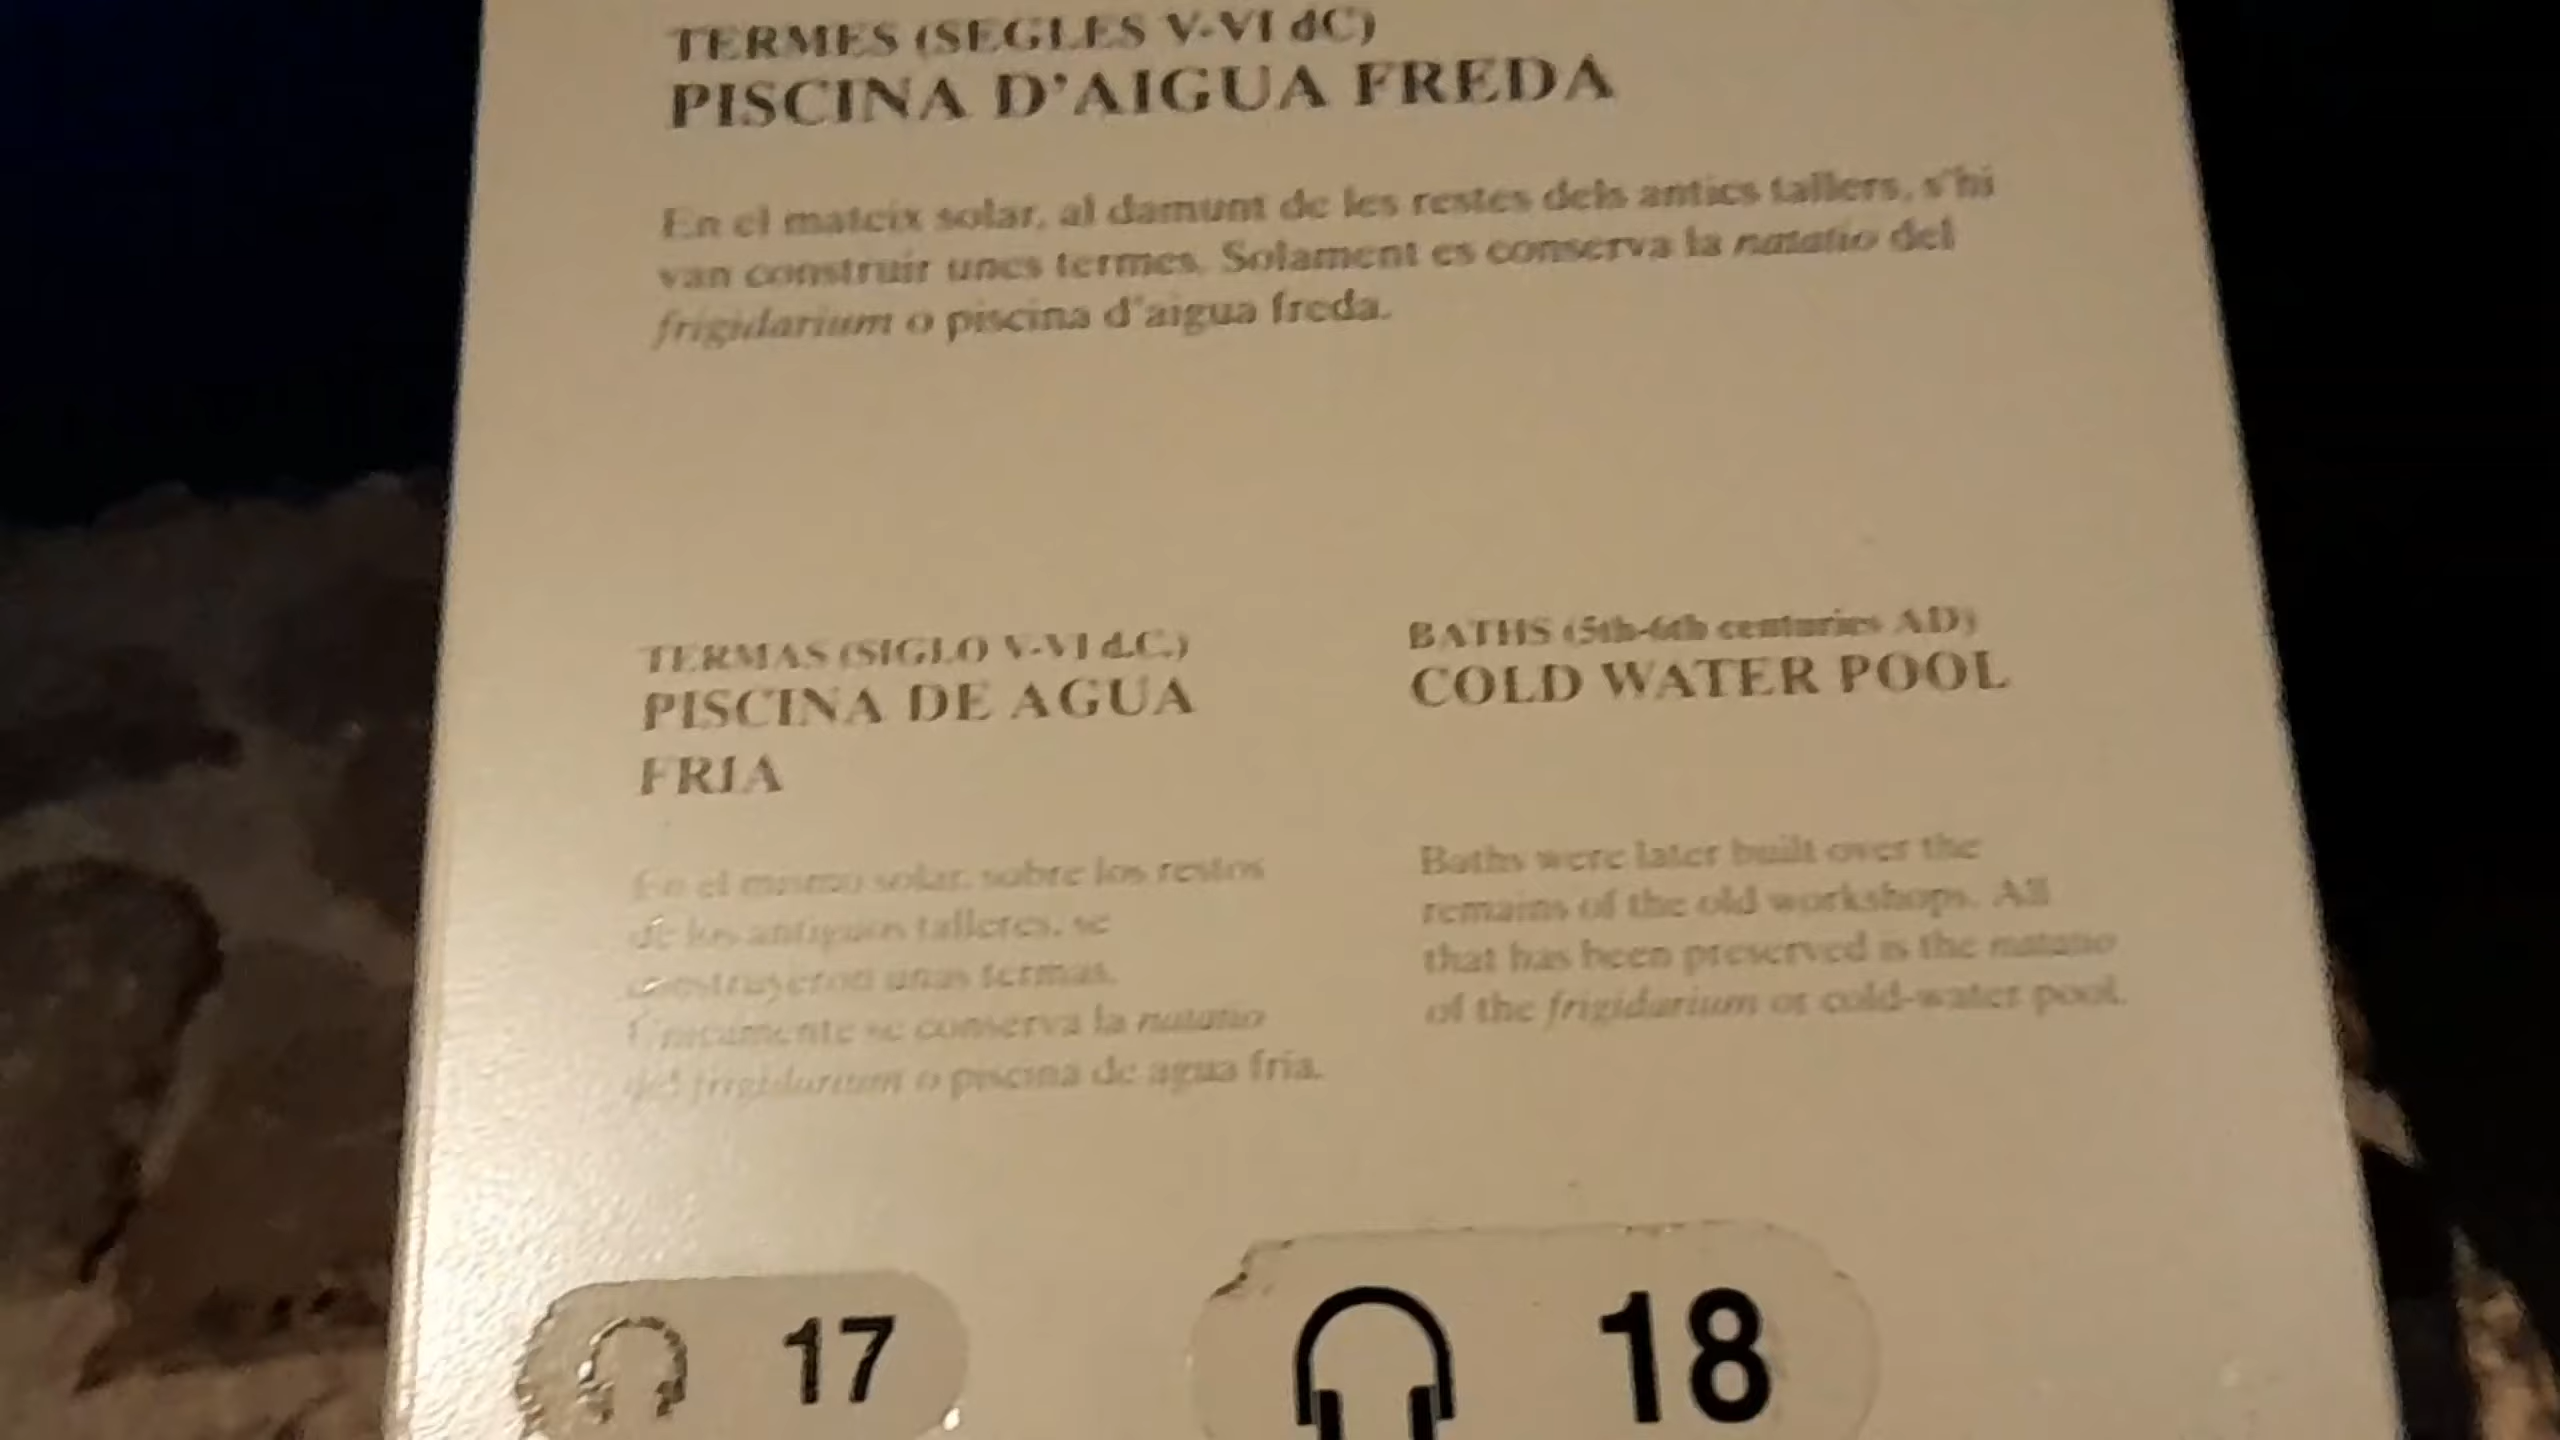 TERMES (SEGLES V-VI dC)
PISCINA D'AIGUA FREDA
En el mateix solar, al damunt de les restes dels antics tallers, s'hi
van construir unes termes. Solament es conserva la natatio del
frigidarium o piscina d'aigua freda.
TERMAS (SIGLO V-VI d.C.)
PISCINA DE AGUA
FRIA
En el mismo solar, sobre los restos
de los antiguos talleres, se
construyeron unas termas.
Únicamente se conserva la natatio
del frigidarium o piscina de agua fría.
BATHS (5th-6th centuries AD)
COLD WATER POOL
Baths were later built over the
remains of the old workshops. All
that has been preserved is the natatio
of the frigidarium or cold-water pool.
17
18